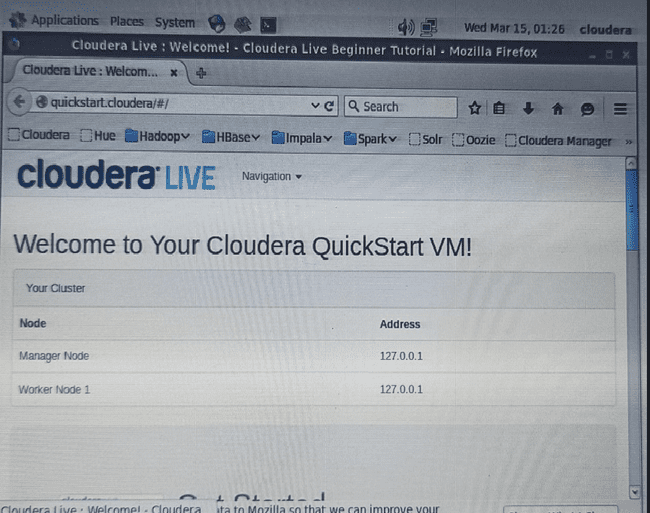 Applications Places System Wed Mar 15, 01:26 cloudera
Cloudera Live : Welcome! - Cloudera Live Beginner Tutorial - Mozilla Firefox
Cloudera Live : Welcom...
quickstart.cloudera/#/ Search
Cloudera Hue Hadoop HBase Impala Spark Solr Oozie Cloudera Manager »
cloudera LIVE Navigation
Welcome to Your Cloudera QuickStart VM!
Your Cluster
Node Address
Manager Node 127.0.0.1
Worker Node 1 127.0.0.1
Get Started
Cloudera Live : Welcome! - Cloudera ta to Mozilla so that we can improve your